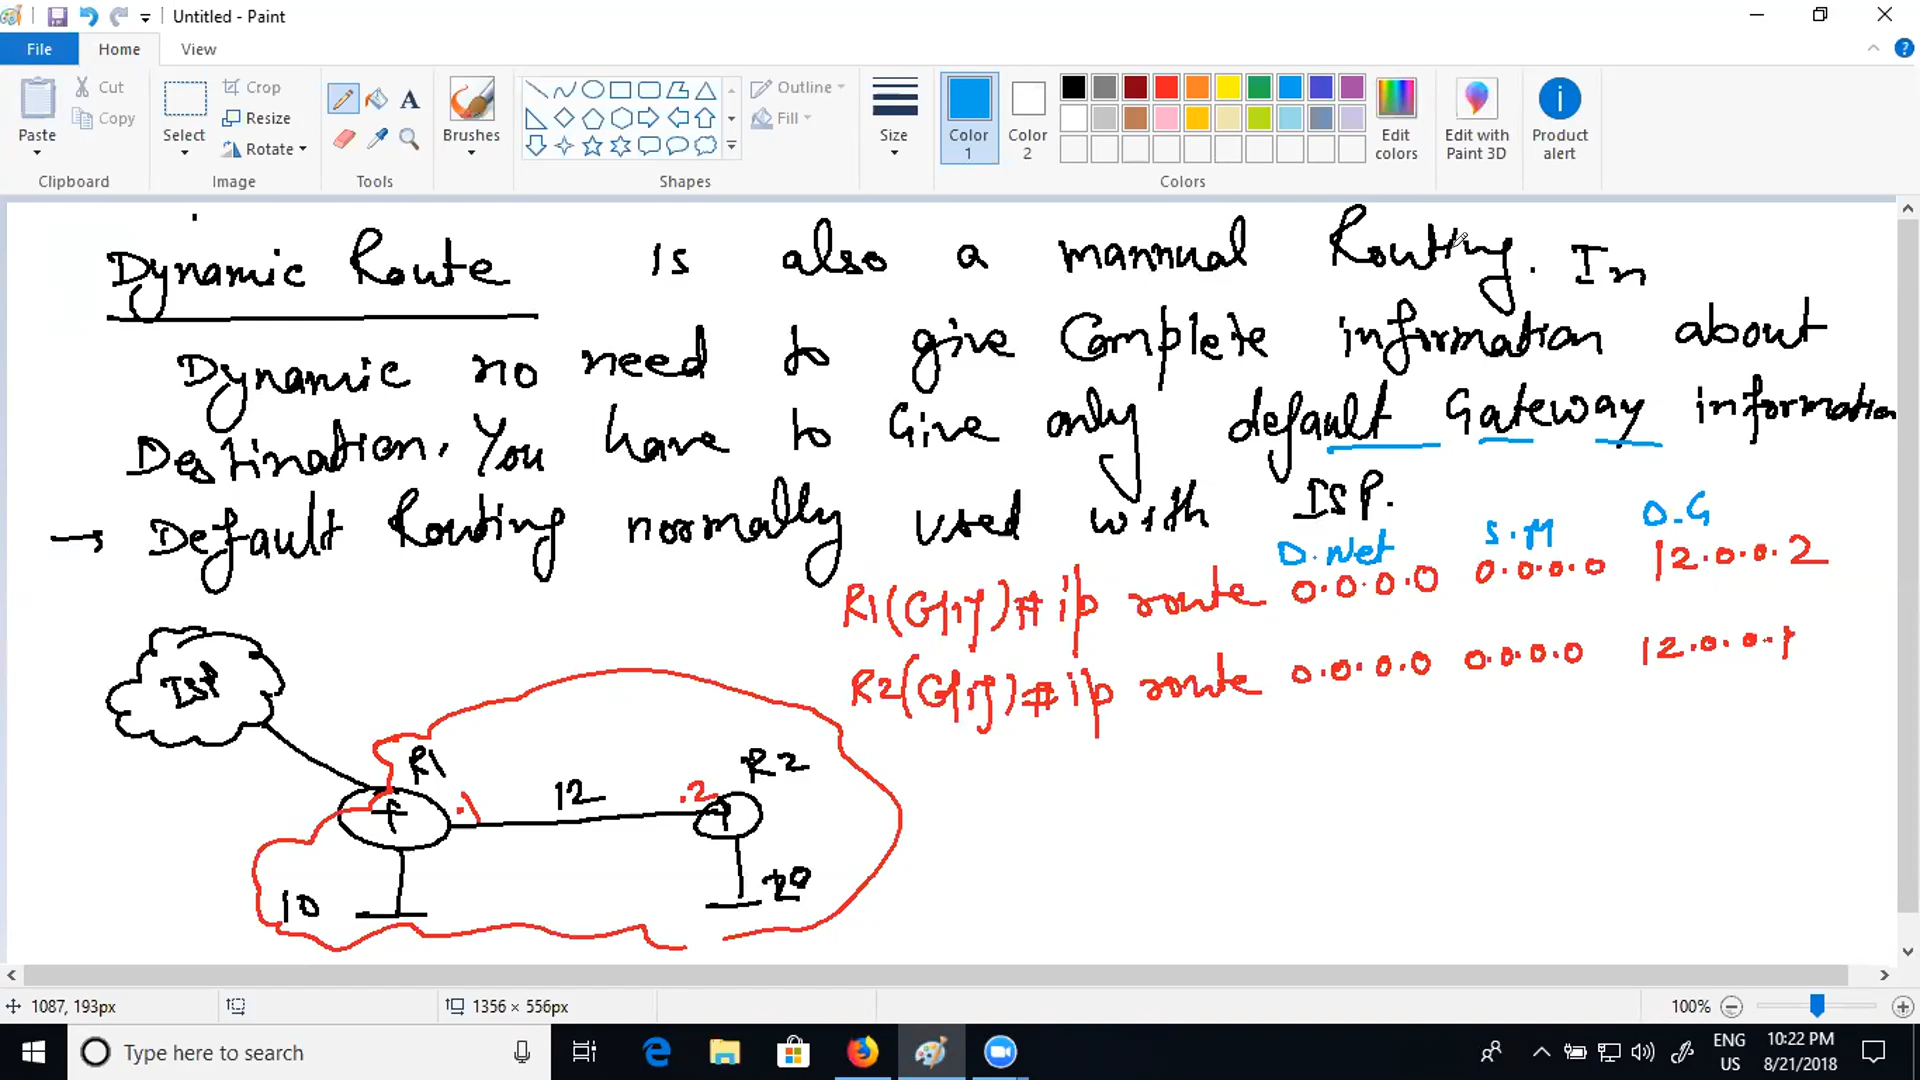 Untitled - Paint
File Home View
Paste Cut Copy Clipboard
Select Crop Resize Rotate Image
Tools
Brushes
Outline Fill Shapes
Size
Color 1 Color 2 Edit colors Colors
Edit with Paint 3D
Product alert
Dynamic Route is also a mannual Routing. In
Dynamic no need to give Complete information about
Destination. You have to Give only default Gateway information
→ Default Routing normally used with ISP.
D.Net S.M D.G
R1(Gfig)# ip route 0.0.0.0 0.0.0.0 12.0.0.2
R2(Gfig)# ip route 0.0.0.0 0.0.0.0 12.0.0.1
ISP
R1 R2
.1 12 .2
10 20
1087, 193px 1356 × 556px 100%
Type here to search
ENG US
10:22 PM
8/21/2018